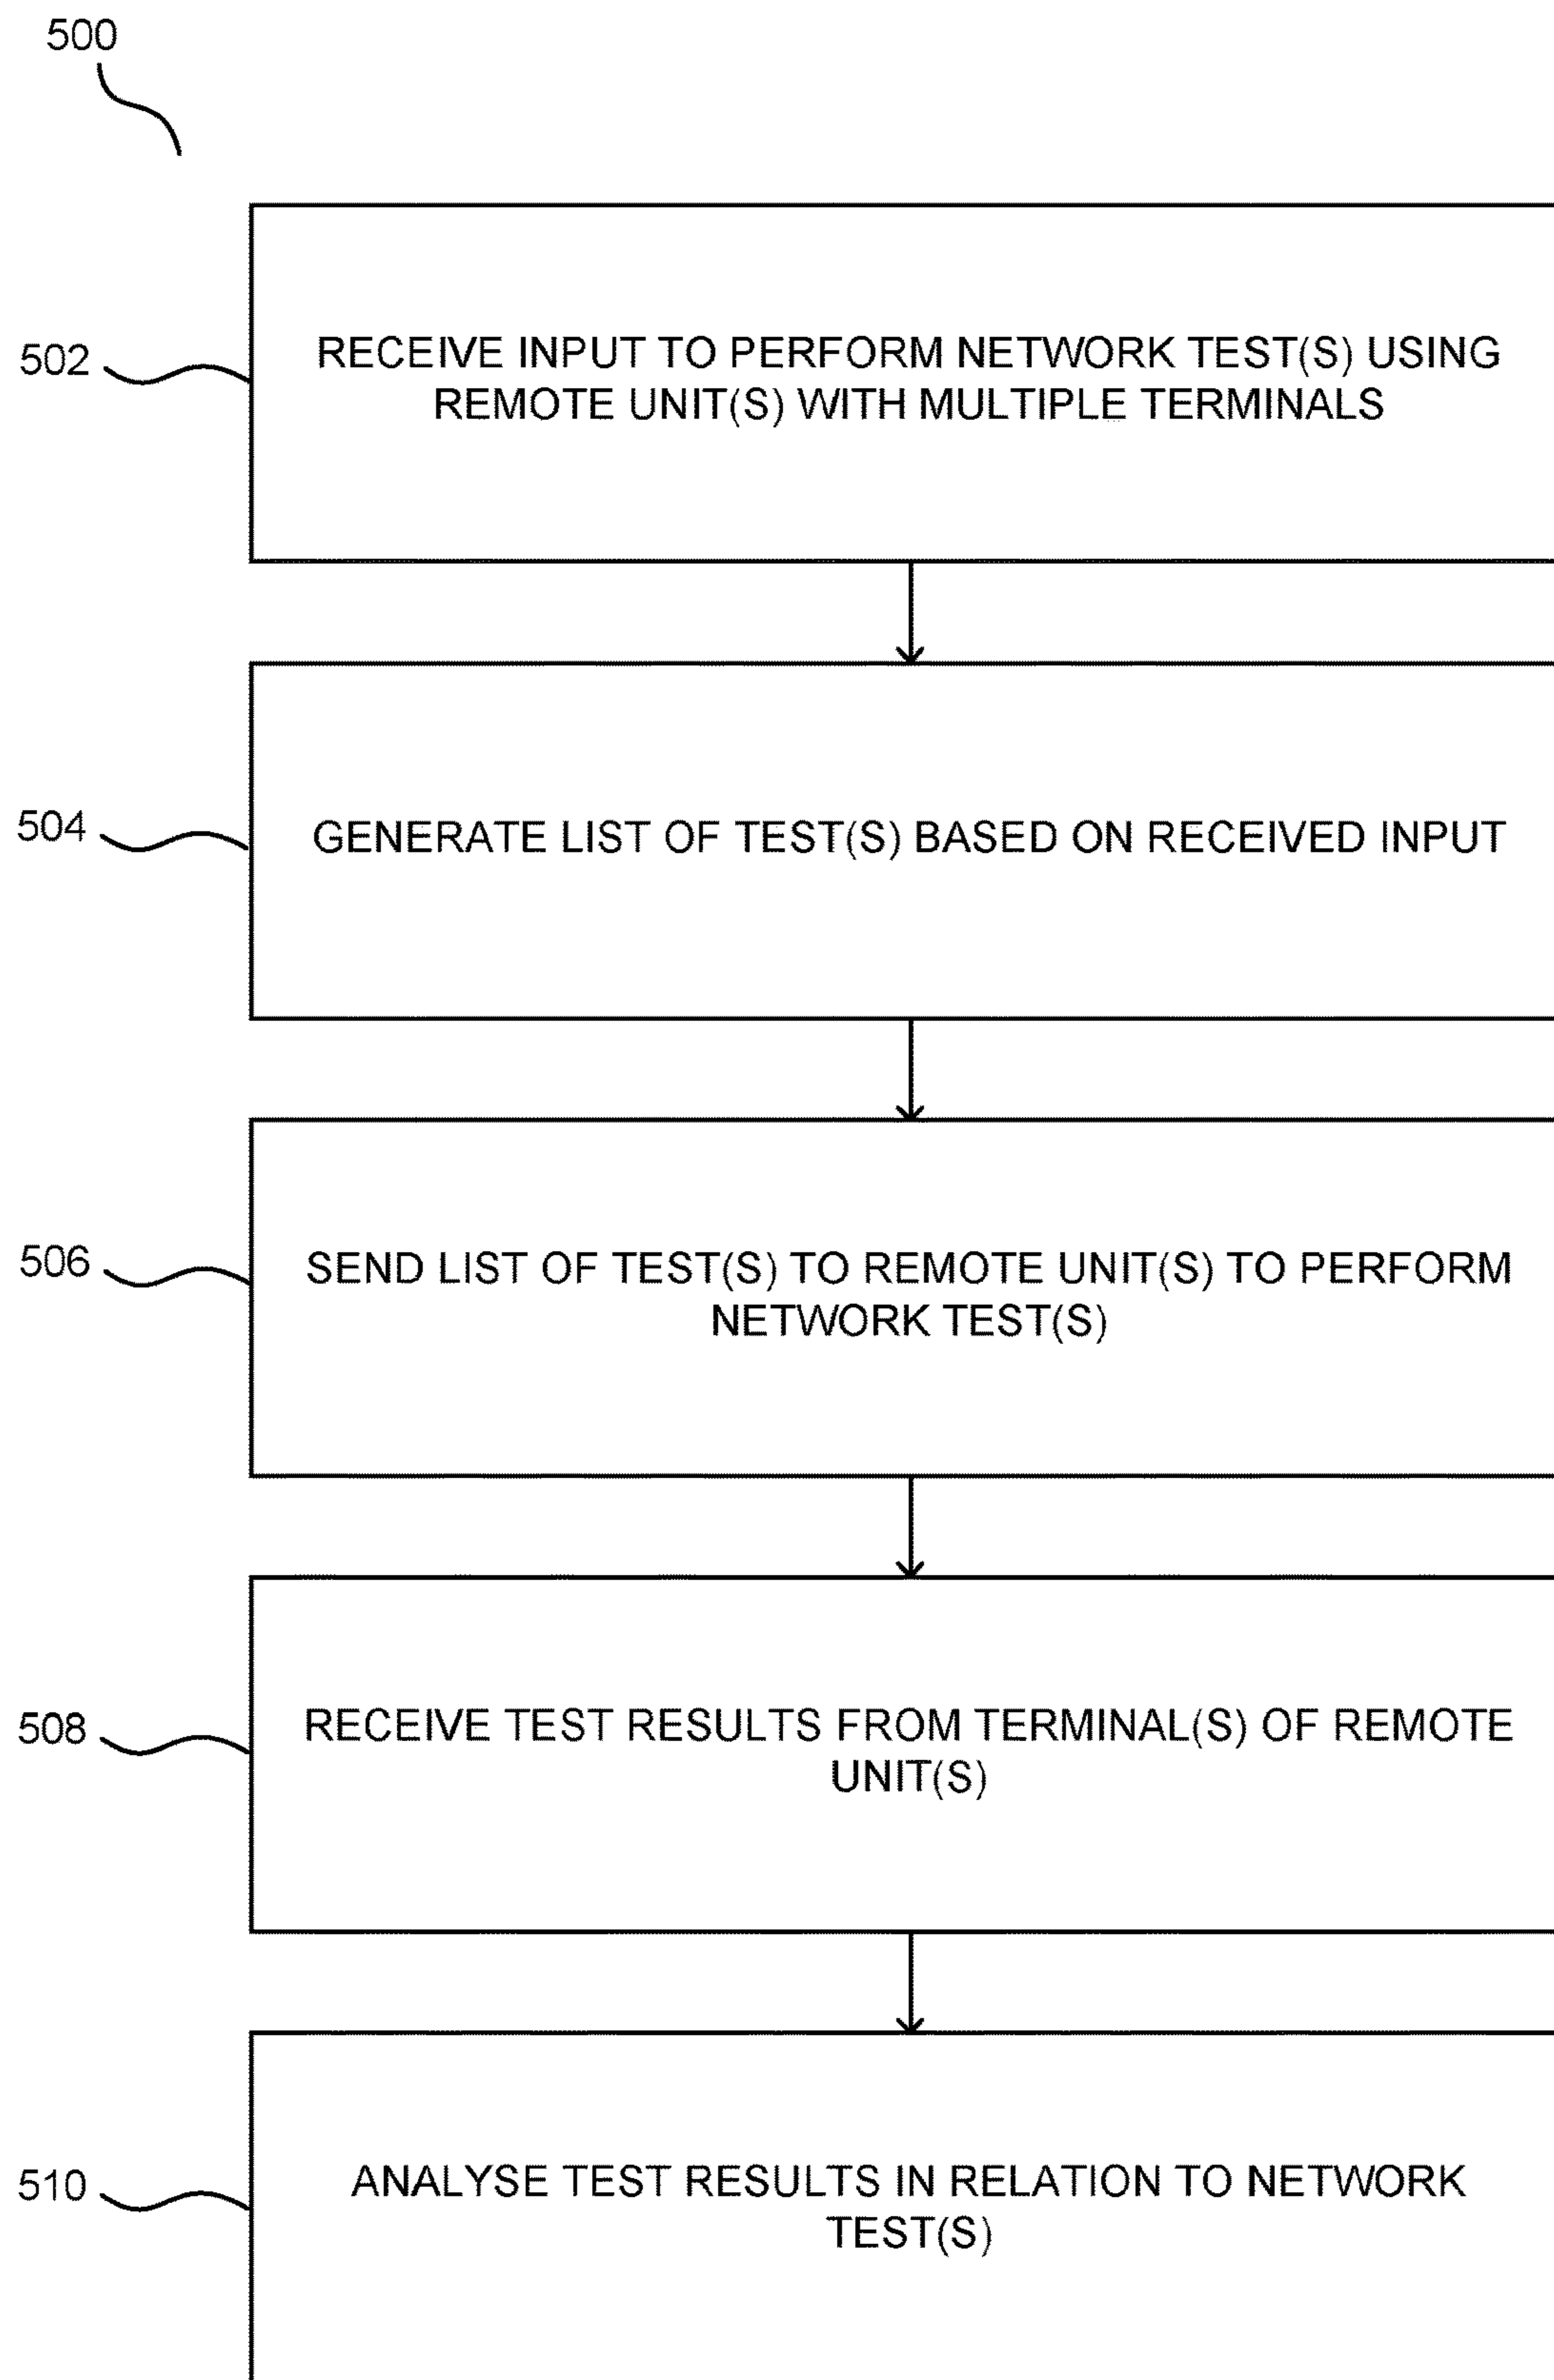 500
502
RECEIVE INPUT TO PERFORM NETWORK TEST(S) USING
REMOTE UNIT(S) WITH MULTIPLE TERMINALS
504
GENERATE LIST OF TEST(S) BASED ON RECEIVED INPUT
506
SEND LIST OF TEST(S) TO REMOTE UNIT(S) TO PERFORM
NETWORK TEST(S)
508
RECEIVE TEST RESULTS FROM TERMINAL(S) OF REMOTE
UNIT(S)
510
ANALYSE TEST RESULTS IN RELATION TO NETWORK
TEST(S)